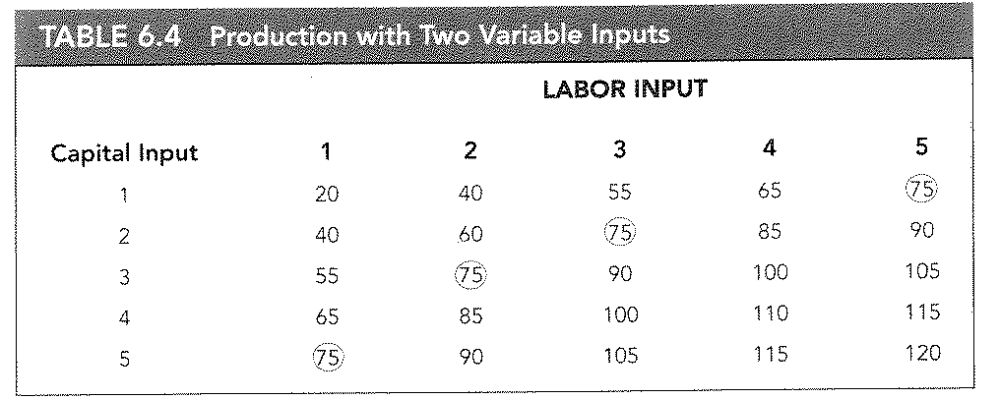 TABLE 6.4 Production with Two Variable Inputs
LABOR INPUT
Capital Input 1 2 3 4 5
1 20 40 55 65 75
2 40 60 75 85 90
3 55 75 90 100 105
4 65 85 100 110 115
5 75 90 105 115 120